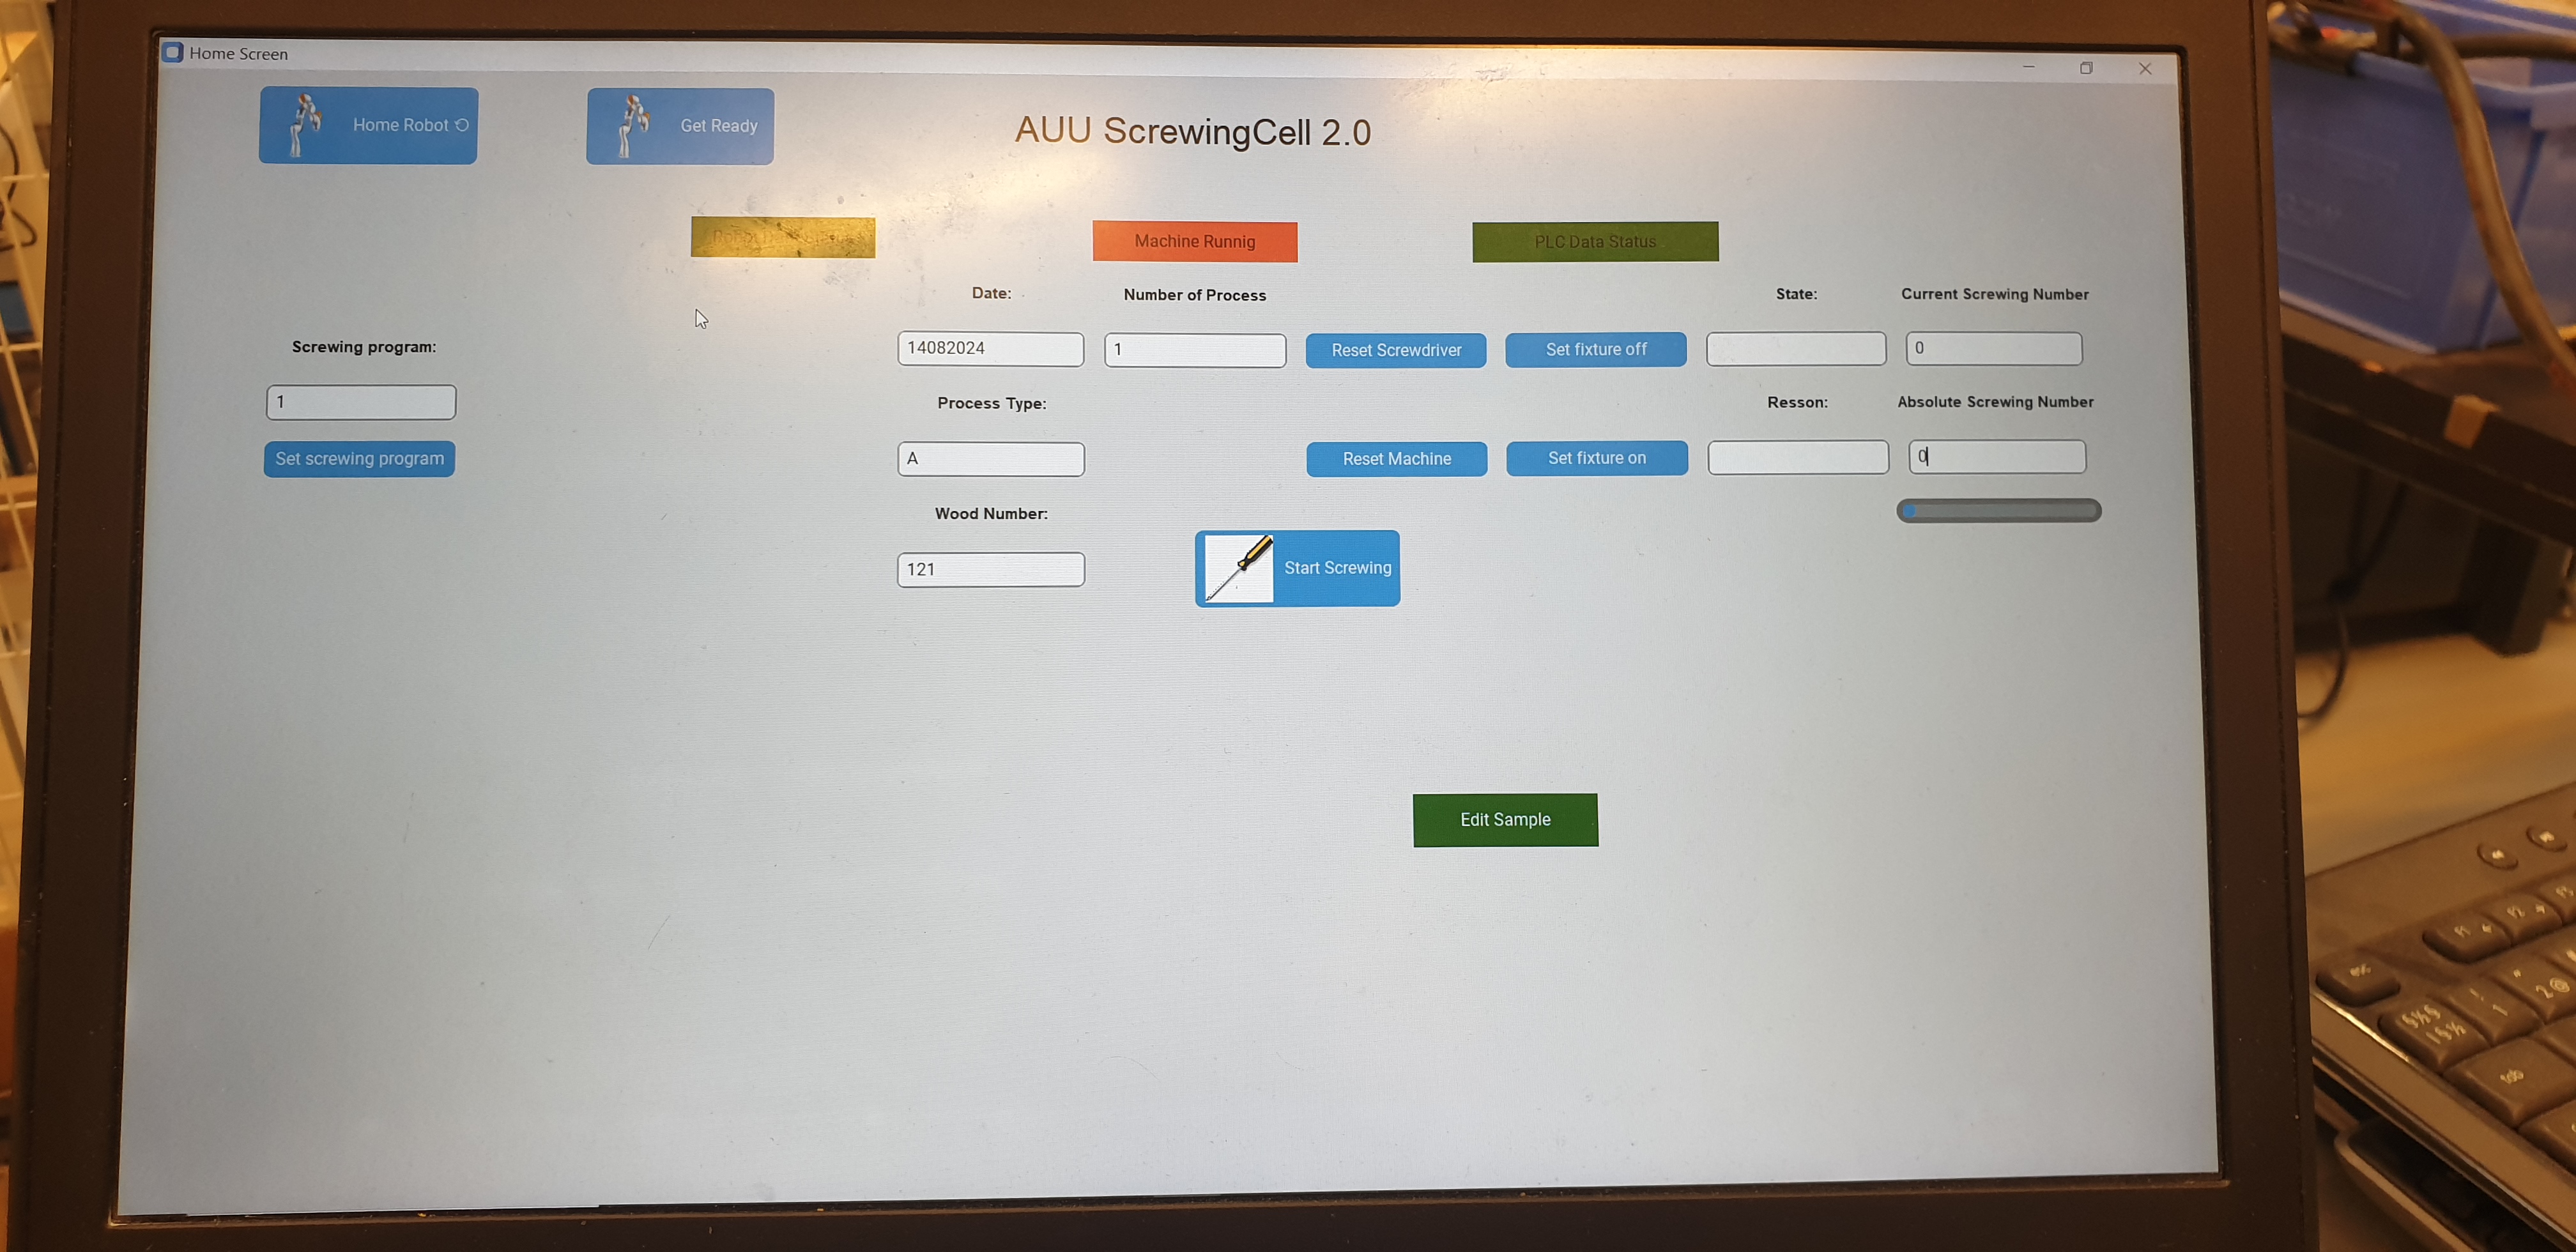 Home Screen
Home Robot
Get Ready
AUU ScrewingCell 2.0
Machine Runnig
PLC Data Status
Date:
Number of Process
State:
Current Screwing Number
Screwing program:
14082024
1
Reset Screwdriver
Set fixture off
0
1
Process Type:
Resson:
Absolute Screwing Number
Set screwing program
A
Reset Machine
Set fixture on
0
Wood Number:
121
Start Screwing
Edit Sample